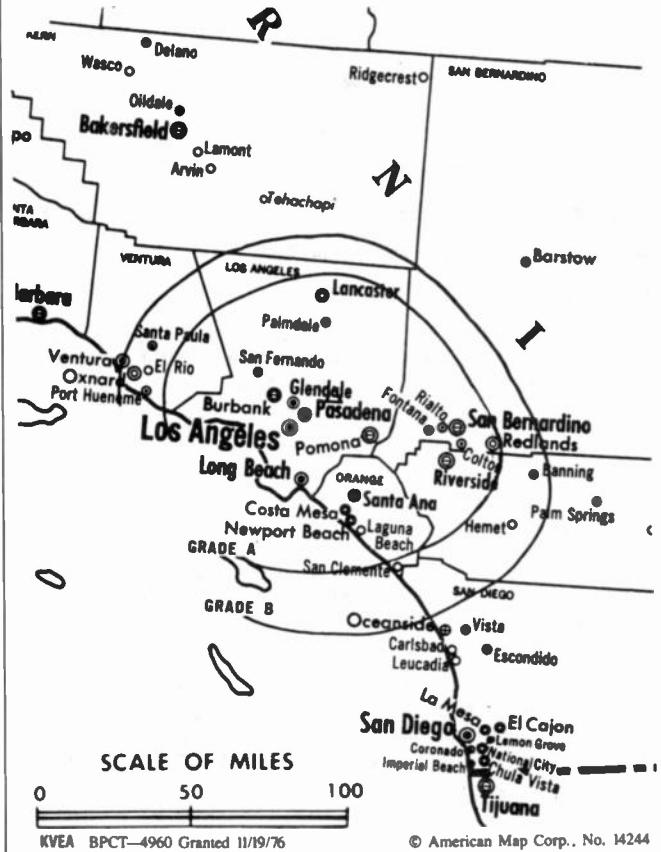 R
KERN
Delano
Wasco
Ridgecrest
SAN BERNARDINO
Oildale
Bakersfield
po
Lamont
Arvin
N
Tehachapi
NTA
RBARA
VENTURA
LOS ANGELES
Barstow
Lancaster
larbara
Palmdale
I
Santa Paula
Ventura
San Fernando
El Rio
Oxnard
Port Hueneme
Glendale
Burbank
Pasadena
Rialto
Fontana
San Bernardino
Los Angeles
Pomona
Redlands
Colton
Long Beach
Riverside
Banning
ORANGE
Santa Ana
Palm Springs
Costa Mesa
Newport Beach
Laguna
Beach
Hemet
GRADE A
San Clemente
SAN DIEGO
GRADE B
Oceanside
Vista
Carlsbad
Leucadia
Escondido
La Mesa
El Cajon
San Diego
Lemon Grove
Coronado
National City
Imperial Beach
Chula Vista
Tijuana
SCALE OF MILES
0 50 100
KVEA BPCT—4960 Granted 11/19/76
© American Map Corp., No. 14244